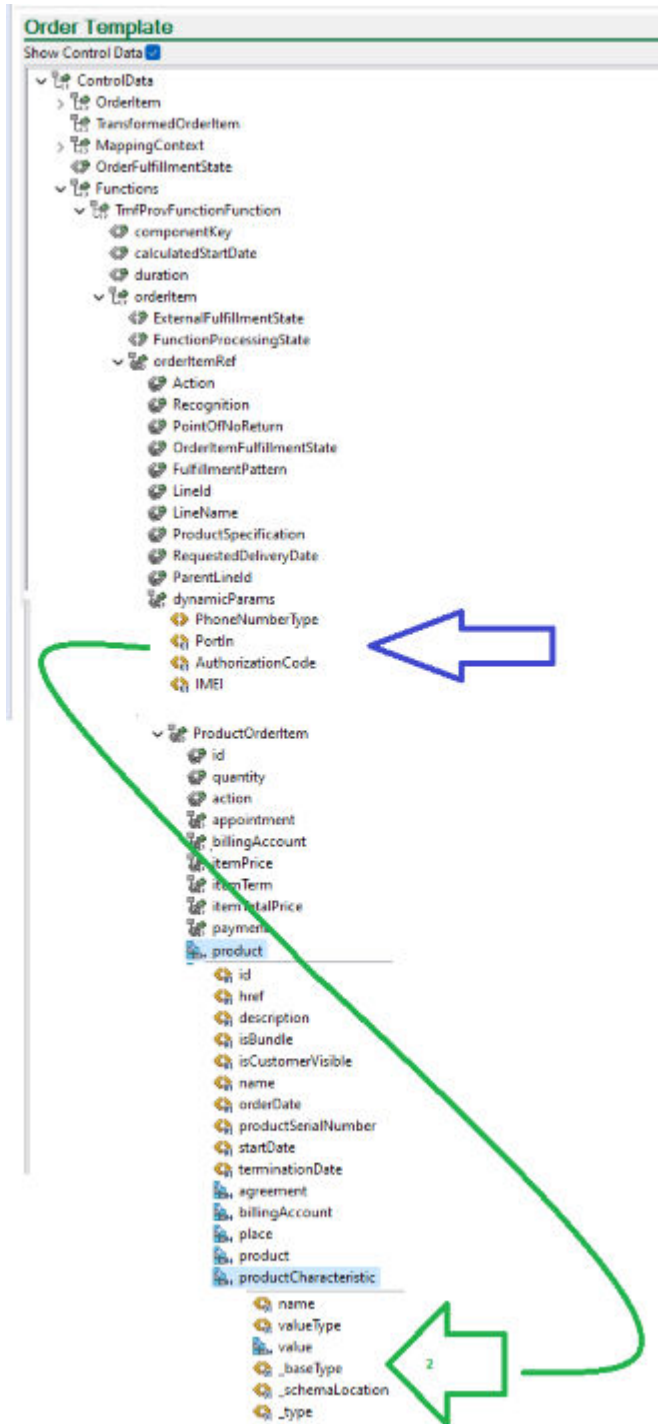 Order Template
Show Control Data
ControlData
OrderItem
TransformedOrderItem
MappingContext
OrderFulfillmentState
Functions
TmfProvFunctionFunction
componentKey
calculatedStartDate
duration
orderItem
ExternalFulfillmentState
FunctionProcessingState
orderItemRef
Action
Recognition
PointOfNoReturn
OrderItemFulfillmentState
FulfillmentPattern
LineId
LineName
ProductSpecification
RequestedDeliveryDate
ParentLineId
dynamicParams
PhoneNumberType
PortIn
AuthorizationCode
IMEI
ProductOrderItem
id
quantity
action
appointment
billingAccount
itemPrice
itemTerm
itemTotalPrice
payment
product
id
href
description
isBundle
isCustomerVisible
name
orderDate
productSerialNumber
startDate
terminationDate
agreement
billingAccount
place
product
productCharacteristic
name
valueType
value
_baseType
2
_schemaLocation
_type